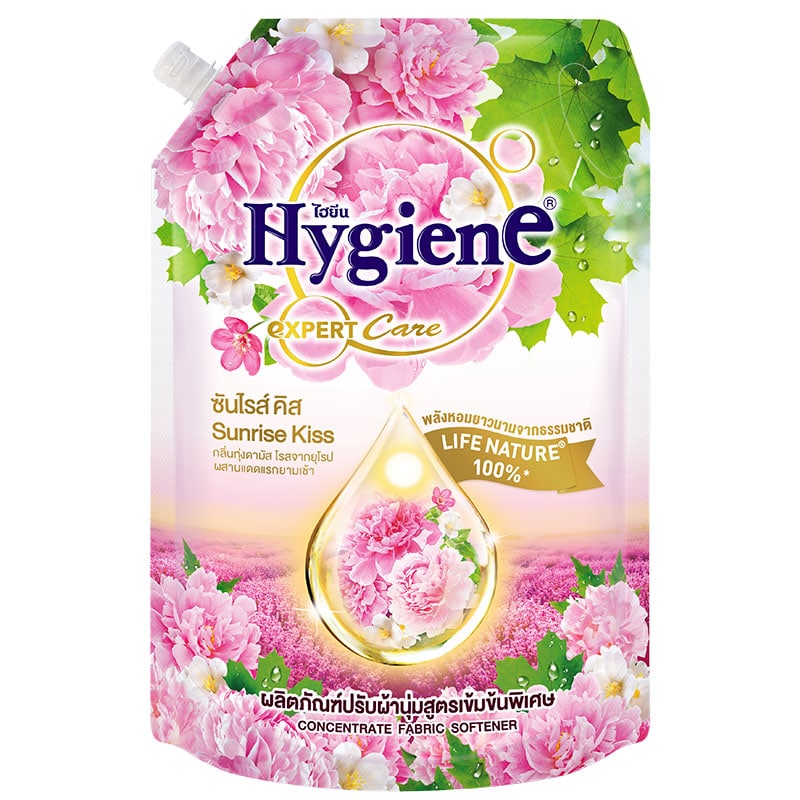 ไฮยีน
Hygiene®
EXPERT Care
ซันไรส์ คิส
Sunrise Kiss
กลิ่นทุ่งดามัส โรสจากยุโรป
ผสานแดดแรกยามเช้า
พลังหอมยาวนานจากธรรมชาติ
LIFE NATURE®
100%*
ผลิตภัณฑ์ปรับผ้านุ่มสูตรเข้มข้นพิเศษ
CONCENTRATE FABRIC SOFTENER